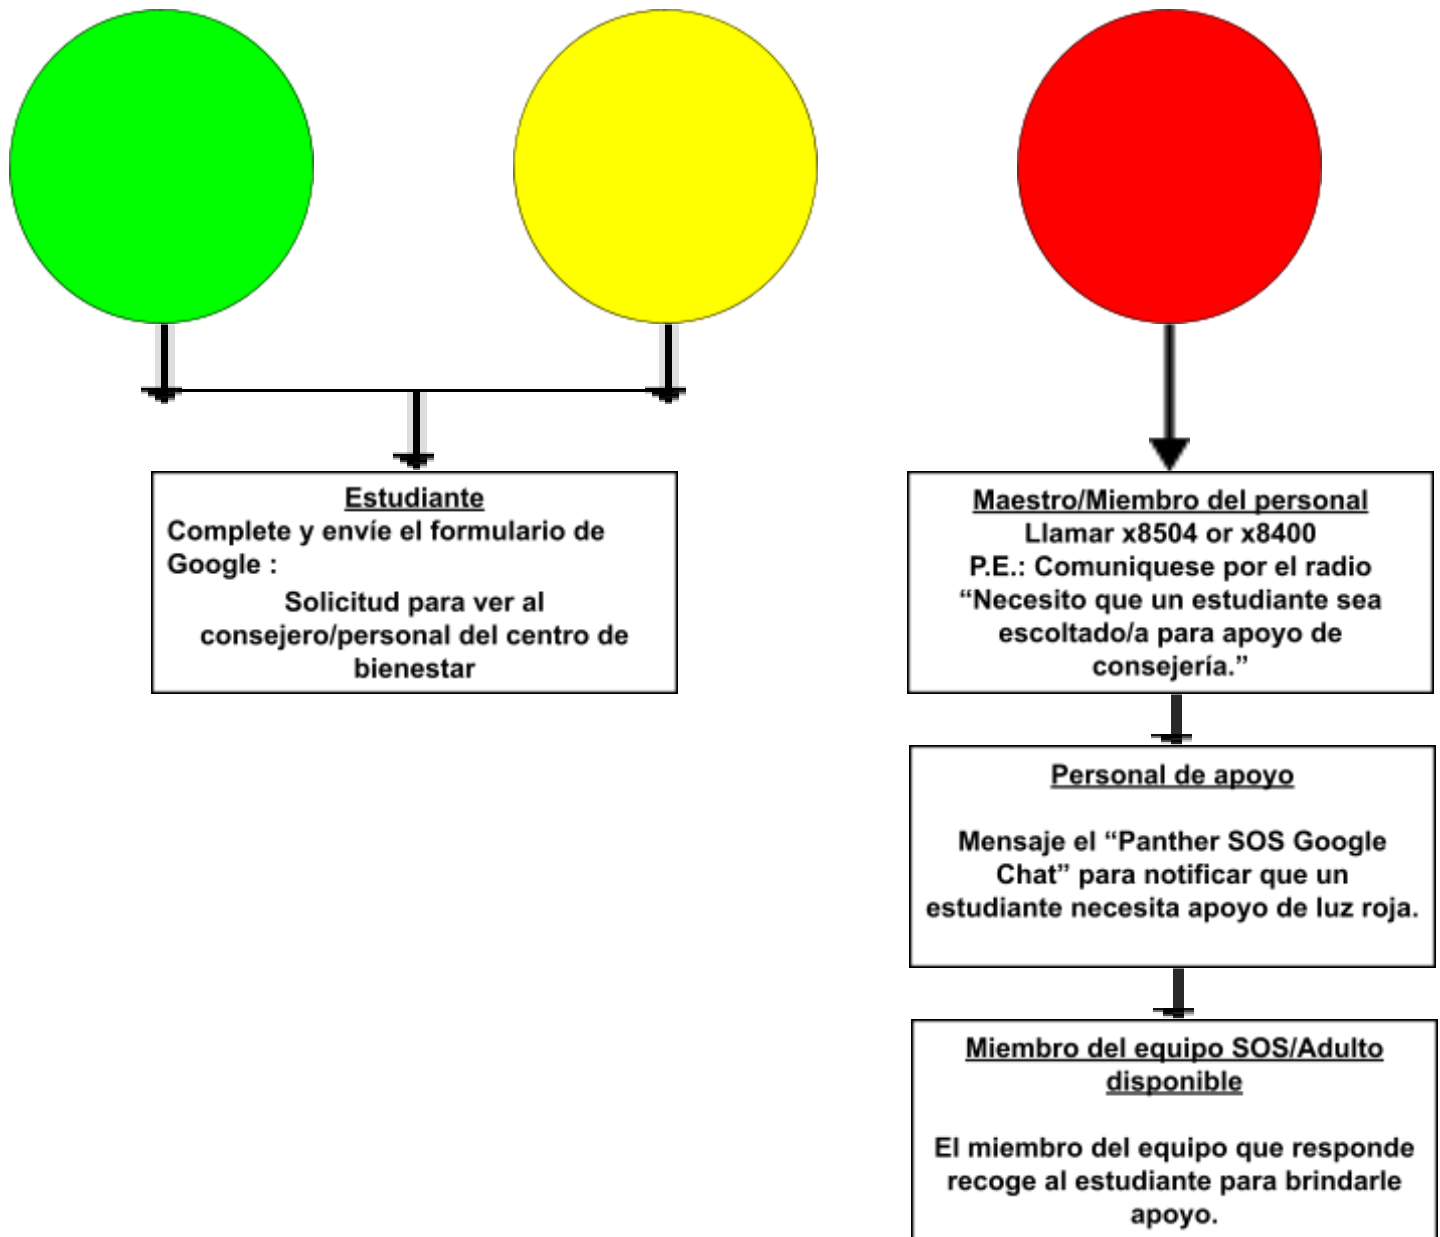 Estudiante
Complete y envíe el formulario de
Google :
Solicitud para ver al
consejero/personal del centro de
bienestar
Maestro/Miembro del personal
Llamar x8504 or x8400
P.E.: Comuniquese por el radio
“Necesito que un estudiante sea
escoltado/a para apoyo de
consejería.”
Personal de apoyo
Mensaje el “Panther SOS Google
Chat” para notificar que un
estudiante necesita apoyo de luz roja.
Miembro del equipo SOS/Adulto
disponible
El miembro del equipo que responde
recoge al estudiante para brindarle
apoyo.